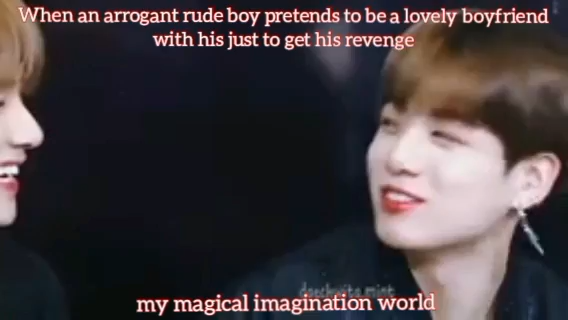 When an arrogant rude boy pretends to be a lovely boyfriend
with his just to get his revenge
my magical imagination world